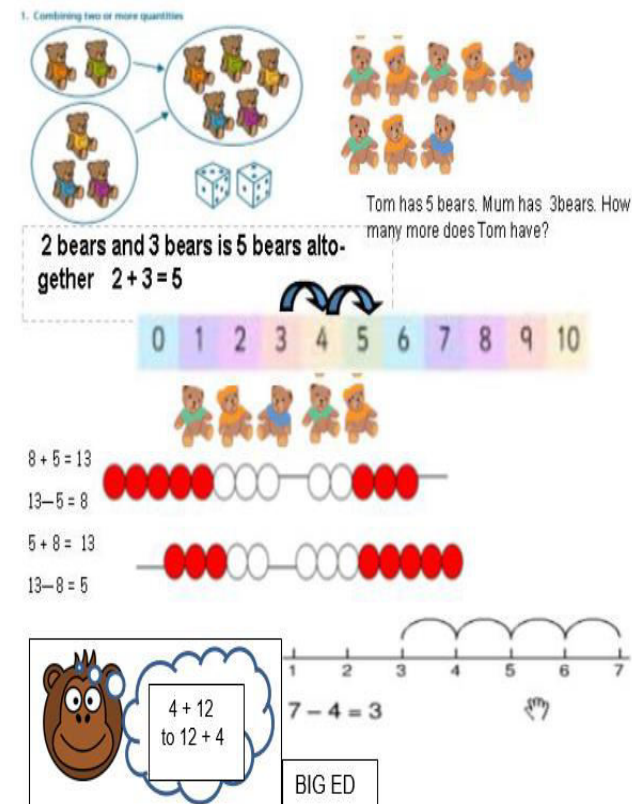 1. Combining two or more quantities
Tom has 5 bears. Mum has 3bears. How
many more does Tom have?
2 bears and 3 bears is 5 bears alto-
gether 2 + 3 = 5
0 1 2 3 4 5 6 7 8 9 10
8 + 5 = 13
13—5 = 8
5 + 8 = 13
13—8 = 5
1 2 3 4 5 6 7
7 – 4 = 3
4 + 12
to 12 + 4
BIG ED